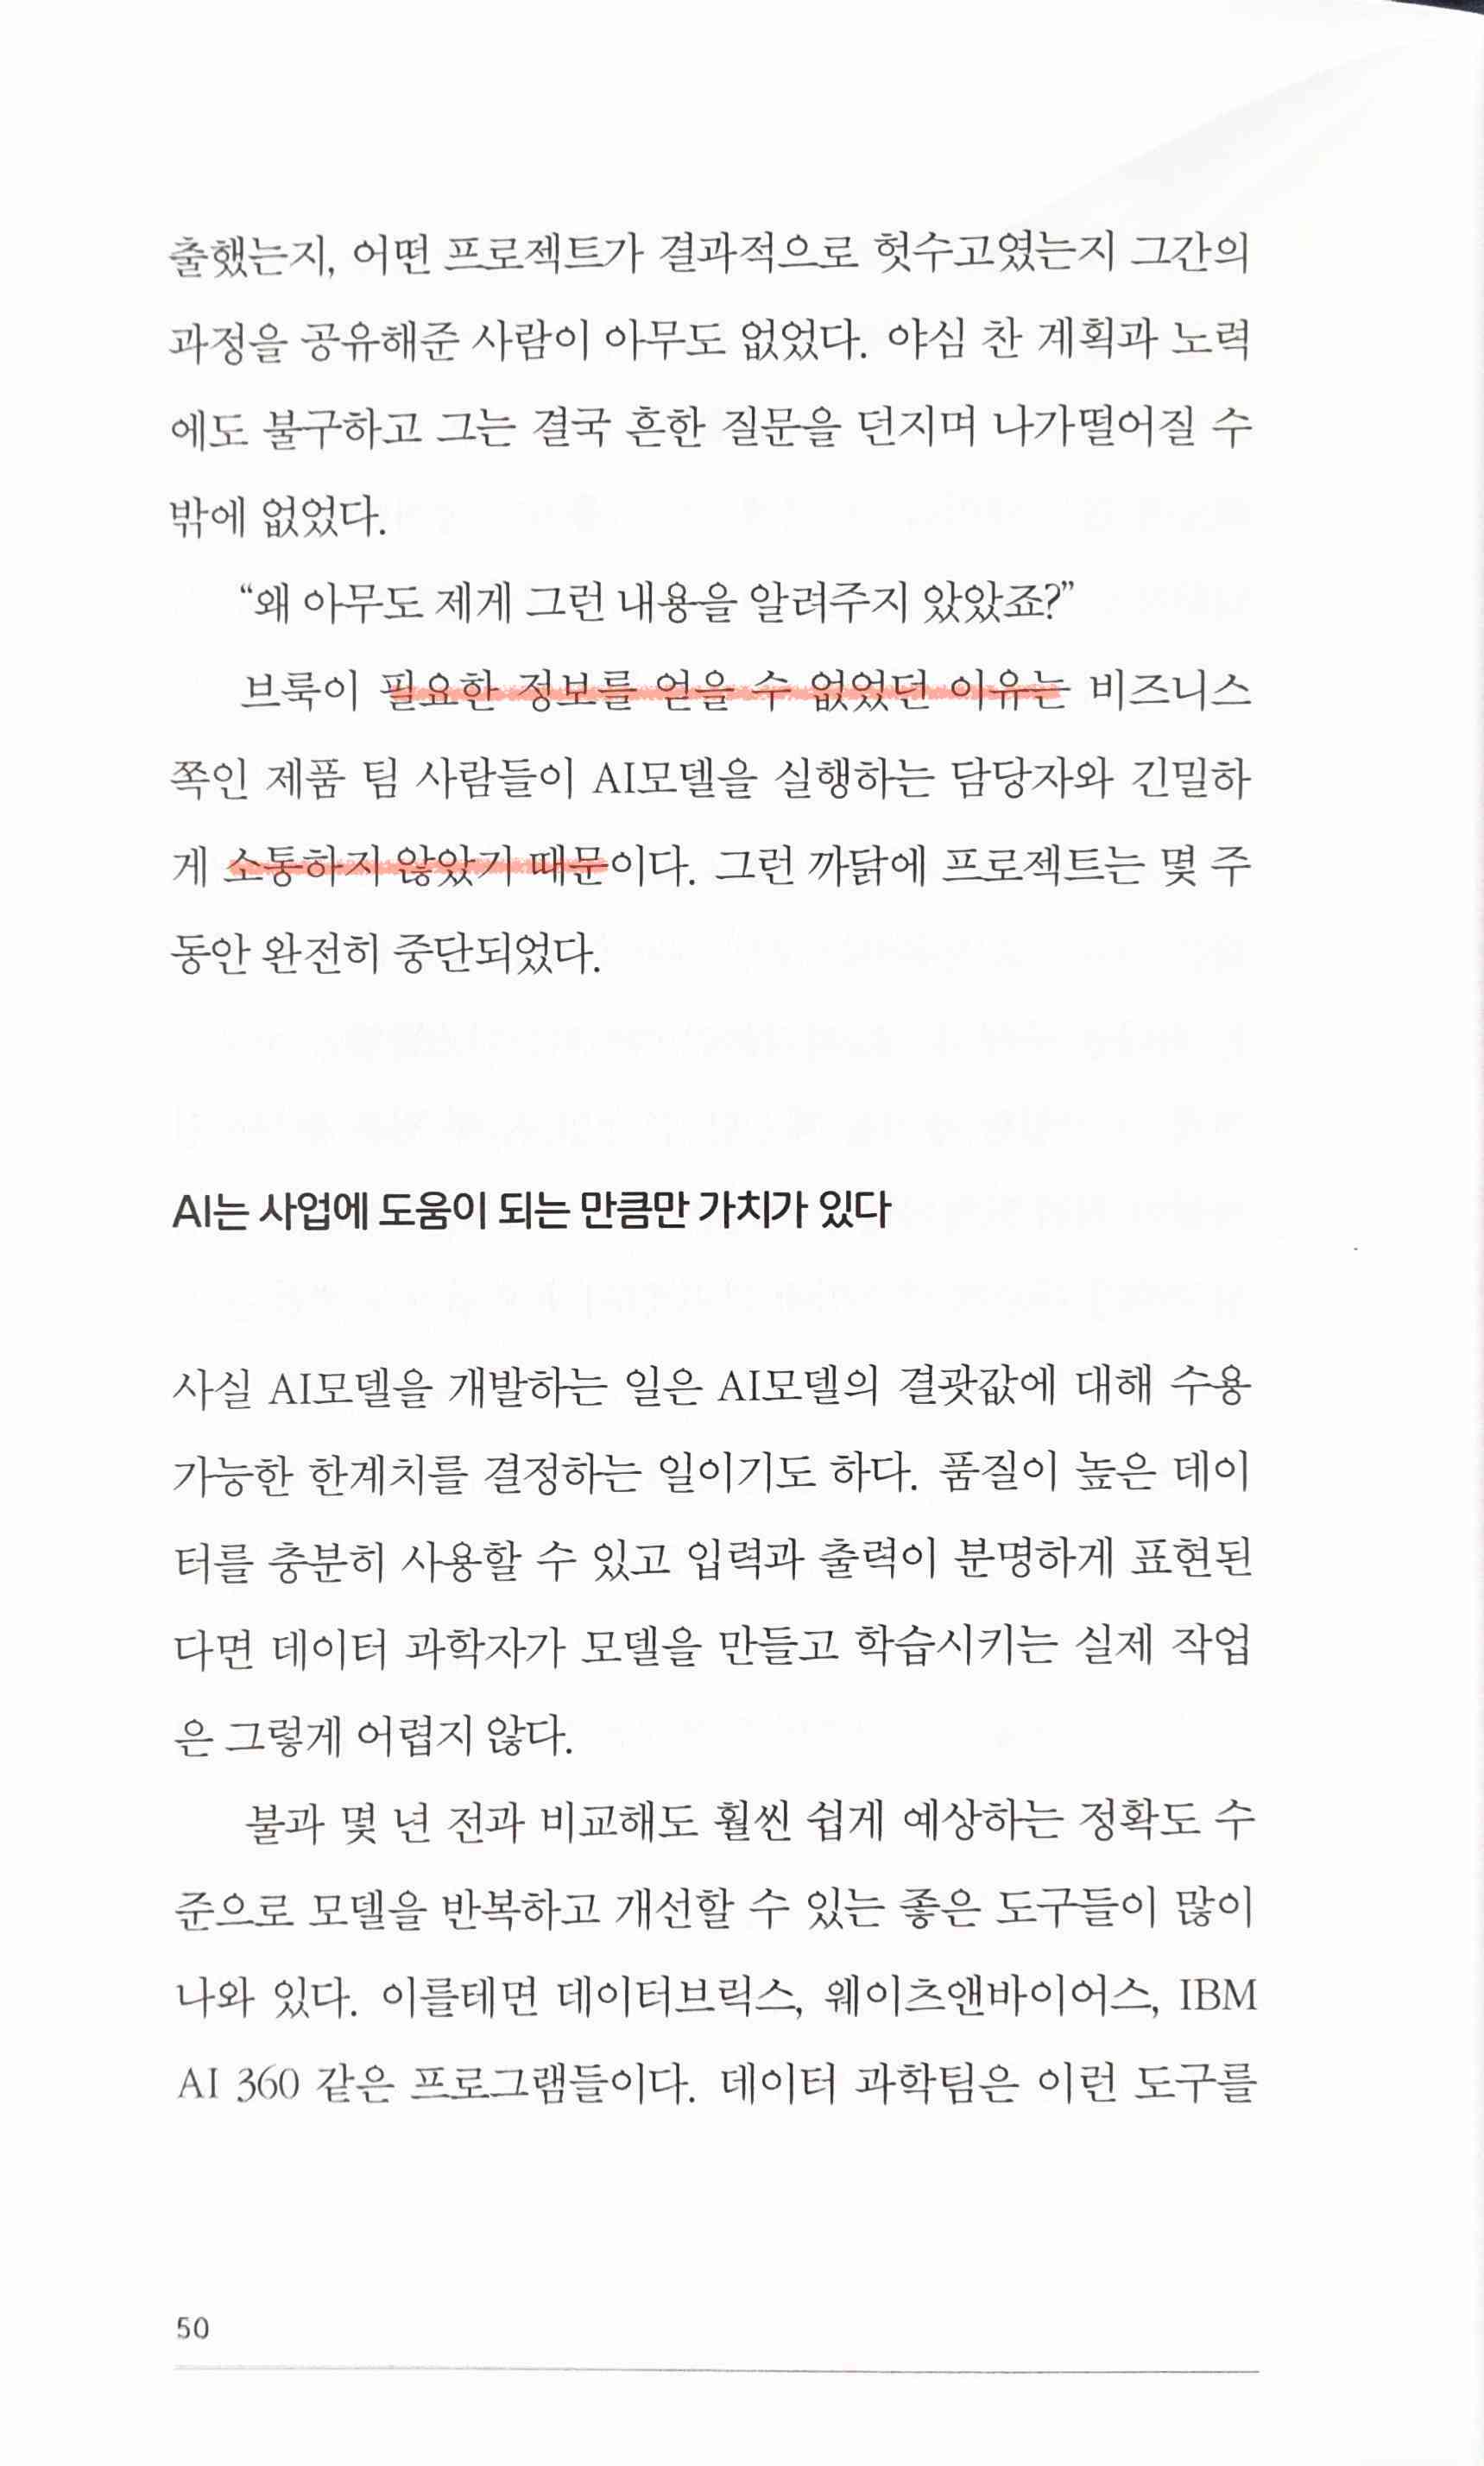 출했는지, 어떤 프로젝트가 결과적으로 헛수고였는지 그간의
과정을 공유해준 사람이 아무도 없었다. 야심 찬 계획과 노력
에도 불구하고 그는 결국 흔한 질문을 던지며 나가떨어질 수
밖에 없었다.
“왜 아무도 제게 그런 내용을 알려주지 았았죠?”
브룩이 필요한 정보를 얻을 수 없었던 이유는 비즈니스
쪽인 제품 팀 사람들이 AI모델을 실행하는 담당자와 긴밀하
게 소통하지 않았기 때문이다. 그런 까닭에 프로젝트는 몇 주
동안 완전히 중단되었다.
AI는 사업에 도움이 되는 만큼만 가치가 있다
사실 AI모델을 개발하는 일은 AI모델의 결괏값에 대해 수용
가능한 한계치를 결정하는 일이기도 하다. 품질이 높은 데이
터를 충분히 사용할 수 있고 입력과 출력이 분명하게 표현된
다면 데이터 과학자가 모델을 만들고 학습시키는 실제 작업
은 그렇게 어렵지 않다.
불과 몇 년 전과 비교해도 훨씬 쉽게 예상하는 정확도 수
준으로 모델을 반복하고 개선할 수 있는 좋은 도구들이 많이
나와 있다. 이를테면 데이터브릭스, 웨이츠앤바이어스, IBM
AI 360 같은 프로그램들이다. 데이터 과학팀은 이런 도구를
50